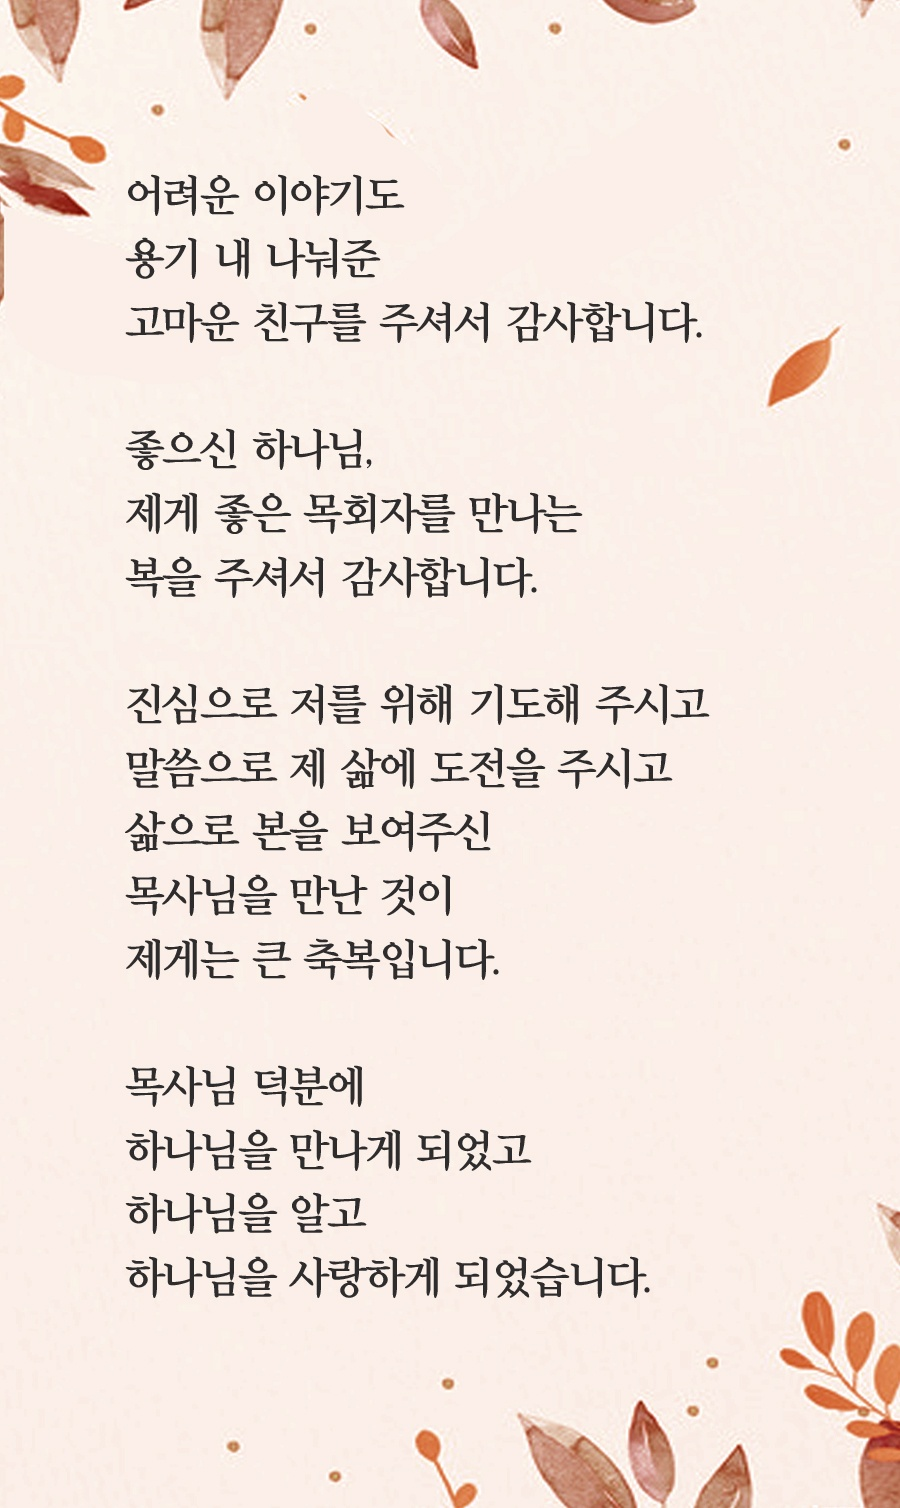 어려운 이야기도
용기 내 나눠준
고마운 친구를 주셔서 감사합니다.
좋으신 하나님,
제게 좋은 목회자를 만나는
복을 주셔서 감사합니다.
진심으로 저를 위해 기도해 주시고
말씀으로 제 삶에 도전을 주시고
삶으로 본을 보여주신
목사님을 만난 것이
제게는 큰 축복입니다.
목사님 덕분에
하나님을 만나게 되었고
하나님을 알고
하나님을 사랑하게 되었습니다.